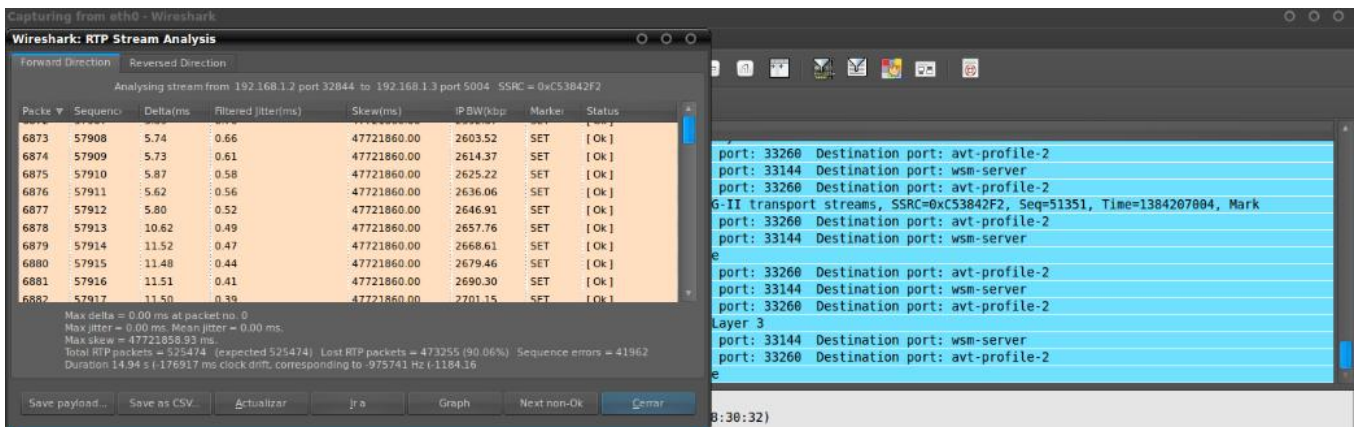 Capturing from eth0 - Wireshark
Wireshark: RTP Stream Analysis
Forward Direction Reversed Direction
Analysing stream from 192.168.1.2 port 32844 to 192.168.1.3 port 5004 SSRC = 0xC53842F2
Packe Sequenc Delta(ms Filtered Jitter(ms) Skew(ms) IP BW(kbp Marker Status
6873 57908 5.74 0.66 47721860.00 2603.52 SET [ Ok ]
6874 57909 5.73 0.61 47721860.00 2614.37 SET [ Ok ]
6875 57910 5.87 0.58 47721860.00 2625.22 SET [ Ok ]
6876 57911 5.62 0.56 47721860.00 2636.06 SET [ Ok ]
6877 57912 5.80 0.52 47721860.00 2646.91 SET [ Ok ]
6878 57913 10.62 0.49 47721860.00 2657.76 SET [ Ok ]
6879 57914 11.52 0.47 47721860.00 2668.61 SET [ Ok ]
6880 57915 11.48 0.44 47721860.00 2679.46 SET [ Ok ]
6881 57916 11.51 0.41 47721860.00 2690.30 SET [ Ok ]
6882 57917 11.50 0.39 47721860.00 2701.15 SET [ Ok ]
Max delta = 0.00 ms at packet no. 0
Max jitter = 0.00 ms. Mean jitter = 0.00 ms.
Max skew = 47721858.93 ms.
Total RTP packets = 525474 (expected 525474) Lost RTP packets = 473255 (90.06%) Sequence errors = 41962
Duration 14.94 s (-176917 ms clock drift, corresponding to -975741 Hz (-1184.16
Save payload... Save as CSV... Actualizar Ir a Graph Next non-Ok Cerrar
port: 33260 Destination port: avt-profile-2
port: 33144 Destination port: wsm-server
port: 33260 Destination port: avt-profile-2
G-II transport streams, SSRC=0xC53842F2, Seq=51351, Time=1384207004, Mark
port: 33260 Destination port: avt-profile-2
port: 33144 Destination port: wsm-server
e
port: 33260 Destination port: avt-profile-2
port: 33144 Destination port: wsm-server
port: 33260 Destination port: avt-profile-2
Layer 3
port: 33144 Destination port: wsm-server
port: 33260 Destination port: avt-profile-2
e
8:30:32)